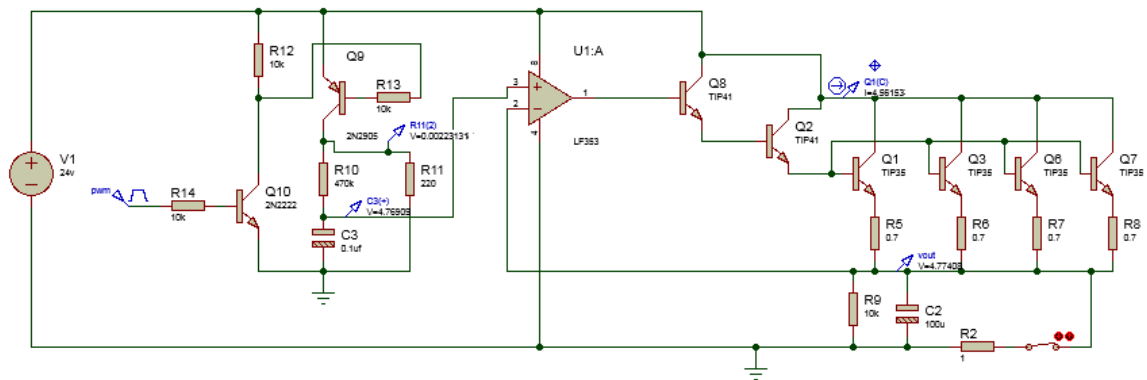 V1
24v
pwm
R14
10k
R12
10k
Q10
2N2222
Q9
2N2905
R13
10k
R10
470k
R11
220
R11(2)
V=0.00223131
C3(+)
V=4.76909
C3
0.1uf
U1:A
3
2
8
4
1
LF353
Q8
TIP41
Q2
TIP41
Q1(C)
I=4.56153
Q1
TIP35
Q3
TIP35
Q6
TIP35
Q7
TIP35
R5
0.7
R6
0.7
R7
0.7
R8
0.7
vout
V=4.77408
R9
10k
C2
100u
R2
1